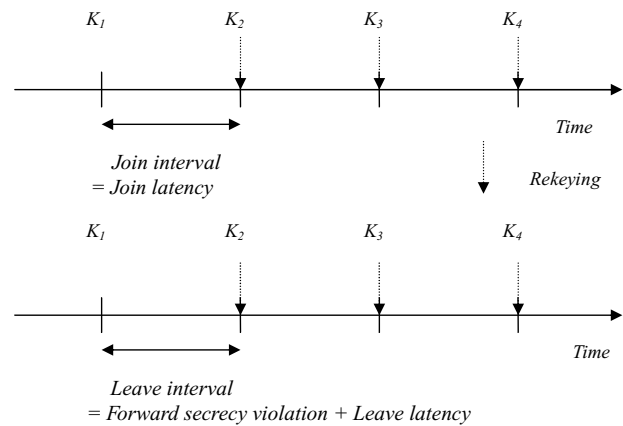 K1 K2 K3 K4
Time
Join interval
= Join latency
Rekeying
K1 K2 K3 K4
Time
Leave interval
= Forward secrecy violation + Leave latency